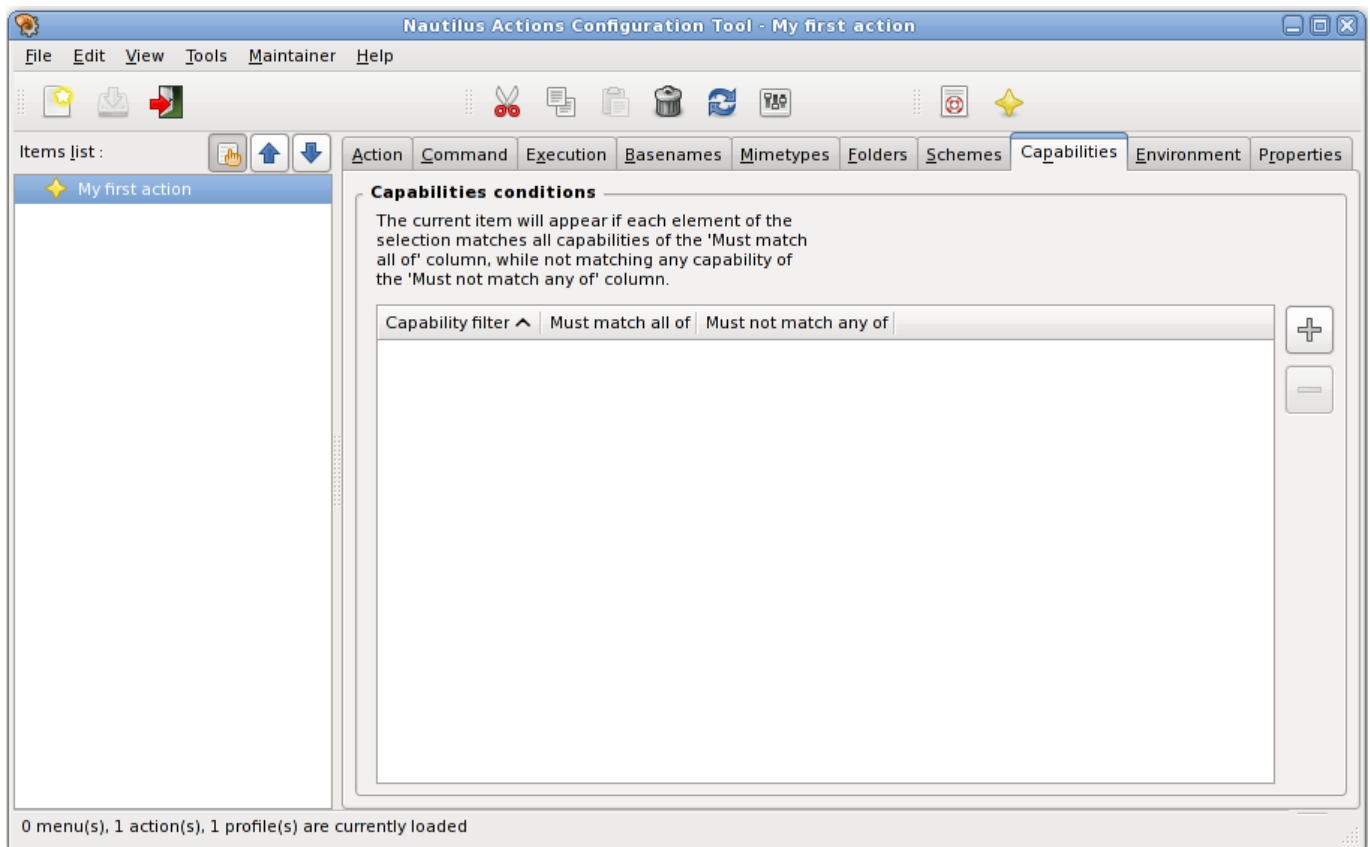 Nautilus Actions Configuration Tool - My first action
File Edit View Tools Maintainer Help
Items list :
Action Command Execution Basenames Mimetypes Folders Schemes Capabilities Environment Properties
My first action
Capabilities conditions
The current item will appear if each element of the
selection matches all capabilities of the 'Must match
all of' column, while not matching any capability of
the 'Must not match any of' column.
Capability filter Must match all of Must not match any of
0 menu(s), 1 action(s), 1 profile(s) are currently loaded